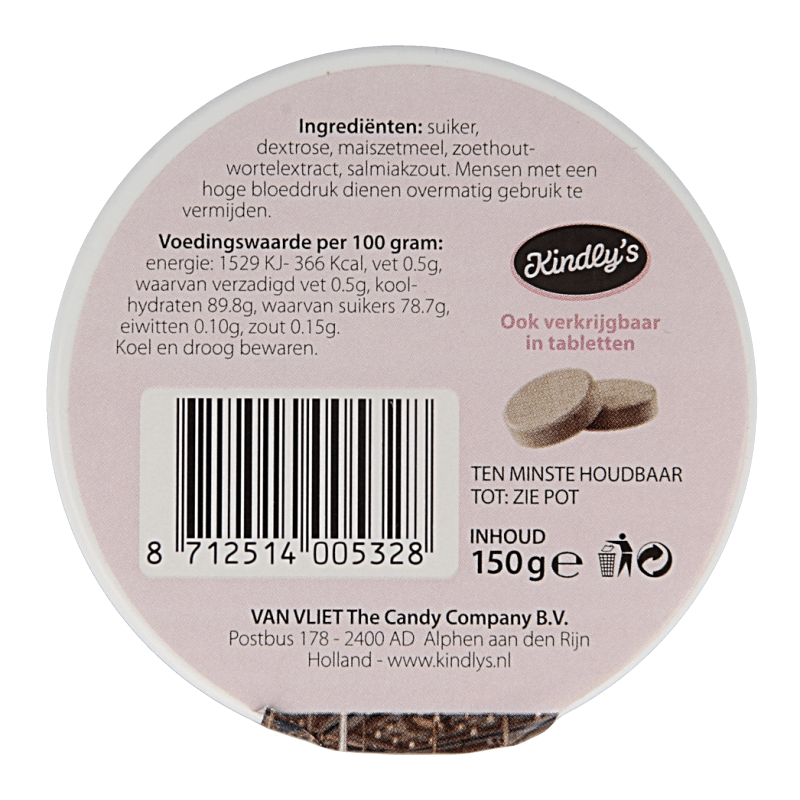 Ingrediënten: suiker,
dextrose, maiszetmeel, zoethout-
wortelextract, salmiakzout. Mensen met een
hoge bloeddruk dienen overmatig gebruik te
vermijden.
Voedingswaarde per 100 gram:
energie: 1529 KJ- 366 Kcal, vet 0.5g,
waarvan verzadigd vet 0.5g, kool-
hydraten 89.8g, waarvan suikers 78.7g,
eiwitten 0.10g, zout 0.15g.
Koel en droog bewaren.
Kindly's
Ook verkrijgbaar
in tabletten
TEN MINSTE HOUDBAAR
TOT: ZIE POT
INHOUD
150g e
8 712514 005328
VAN VLIET The Candy Company B.V.
Postbus 178 - 2400 AD Alphen aan den Rijn
Holland - www.kindlys.nl